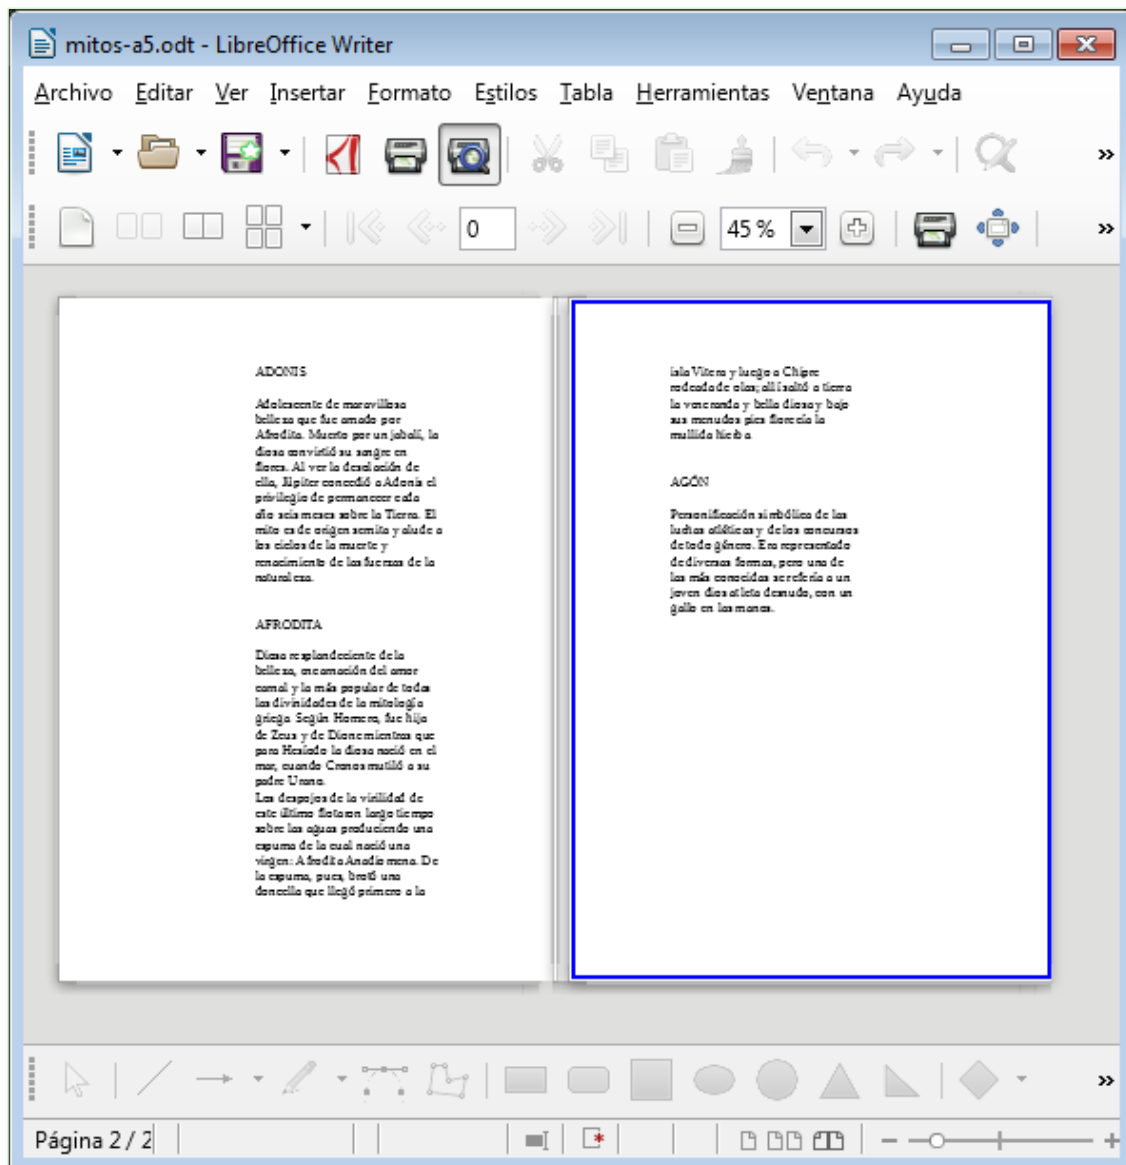 mitos-a5.odt - LibreOffice Writer
Archivo Editar Ver Insertar Formato Estilos Tabla Herramientas Ventana Ayuda
0
45 %
ADONIS
Adolescente de maravillosa
belleza que fue amado por
Afrodita. Muerto por un jabalí, la
diosa convirtió su sangre en
flores. Al ver la desolación de
ella, Júpiter concedió a Adonis el
privilegio de permanecer cada
año seis meses sobre la Tierra. El
mito es de origen semita y alude a
los ciclos de la muerte y
renacimiento de las fuerzas de la
naturaleza.
AFRODITA
Diosa resplandeciente de la
belleza, encarnación del amor
carnal y la más popular de todas
las divinidades de la mitología
griega. Según Homero, fue hija
de Zeus y de Dione mientras que
para Hesíodo la diosa nació en el
mar, cuando Cronos mutiló a su
padre Urano.
Los despojos de la virilidad de
este último flotaron largo tiempo
sobre las aguas produciendo una
espuma de la cual nació una
virgen: Afrodita Anadiomena. De
la espuma, pues, brotó una
doncella que llegó primero a la
isla Vitera y luego a Chipre
rodeada de olas; allí saltó a tierra
la veneranda y bella diosa y bajo
sus menudos pies florecía la
mullida hierba.
AGÓN
Personificación simbólica de las
luchas atléticas y de los concursos
de todo género. Era representado
de diversas formas, pero una de
las más conocidas se refería a un
joven dios atleta desnudo, con un
gallo en las manos.
Página 2 / 2